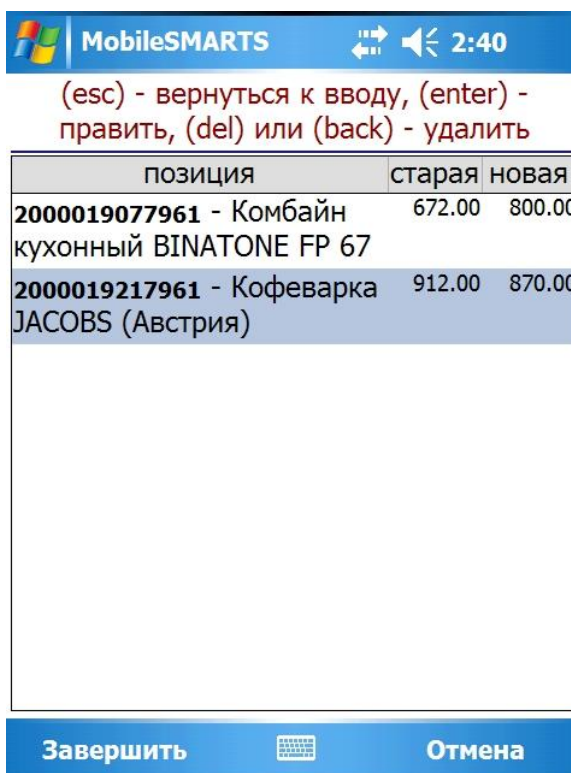 MobileSMARTS 2:40
(esc) - вернуться к вводу, (enter) -
править, (del) или (back) - удалить
позиция старая новая
2000019077961 - Комбайн 672.00 800.00
кухонный BINATONE FP 67
2000019217961 - Кофеварка 912.00 870.00
JACOBS (Австрия)
Завершить Отмена